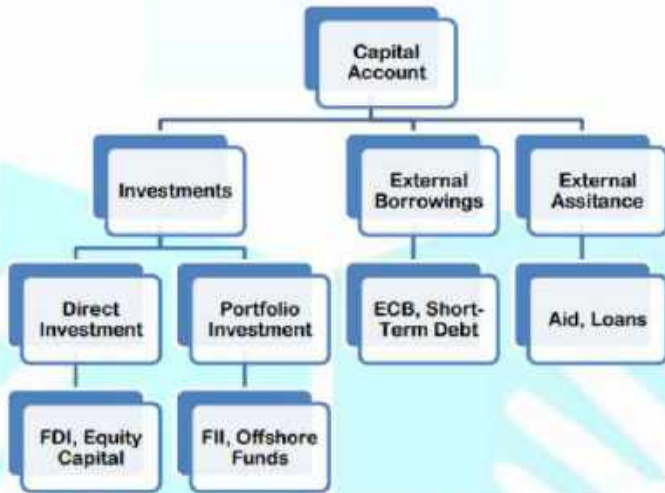 Capital
Account
Investments
External
Borrowings
External
Assitance
Direct
Investment
Portfolio
Investment
ECB, Short-
Term Debt
Aid, Loans
FDI, Equity
Capital
FII, Offshore
Funds